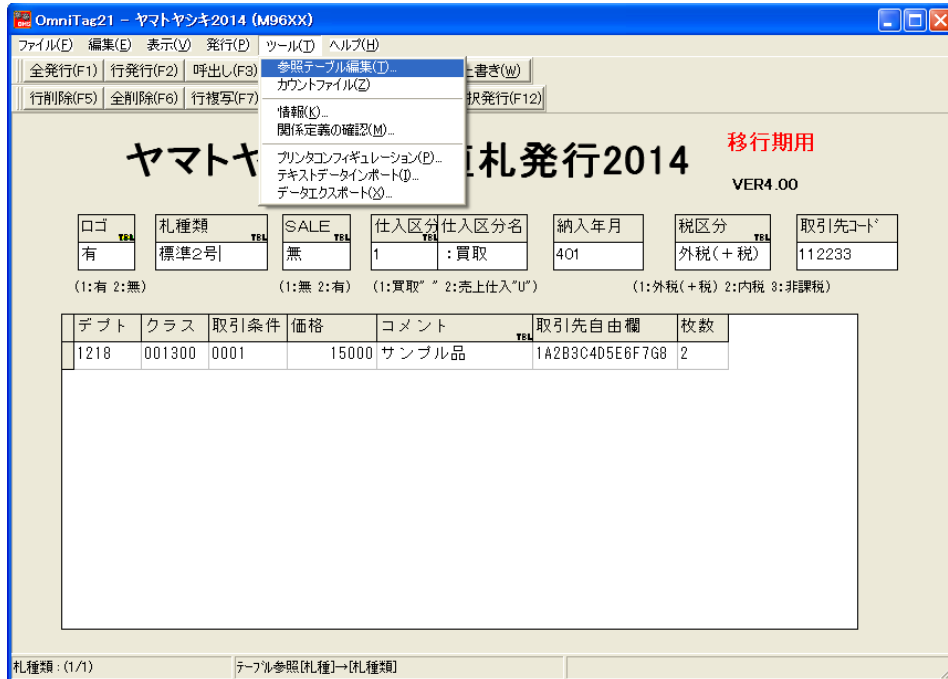 OmniTag21 - ヤマトヤシキ2014 (M96XX)
ファイル(F) 編集(E) 表示(V) 発行(P) ツール(T) ヘルプ(H)
全発行(F1) 行発行(F2) 呼出し(F3) 上書き(W)
行削除(F5) 全削除(F6) 行複写(F7) 択発行(F12)
参照テーブル編集(T)...
カウントファイル(Z)
情報(K)...
関係定義の確認(M)...
プリンタコンフィギュレーション(P)...
テキストデータインポート(I)...
データエクスポート(X)...
ヤマトヤ 札発行2014 移行期用
VER4.00
ロゴ TBL 札種類 TBL SALE TBL 仕入区分 TBL 仕入区分名 納入年月 税区分 TBL 取引先コード
有 標準2号 無 1 :買取 401 外税(+税) 112233
(1:有 2:無) (1:無 2:有) (1:買取" " 2:売上仕入"U") (1:外税(+税) 2:内税 3:非課税)
デプト クラス 取引条件 価格 コメント TBL 取引先自由欄 枚数
1218 001300 0001 15000 サンプル品 1A2B3C4D5E6F7G8 2
札種類:(1/1) テーブル参照[札種]→[札種類]